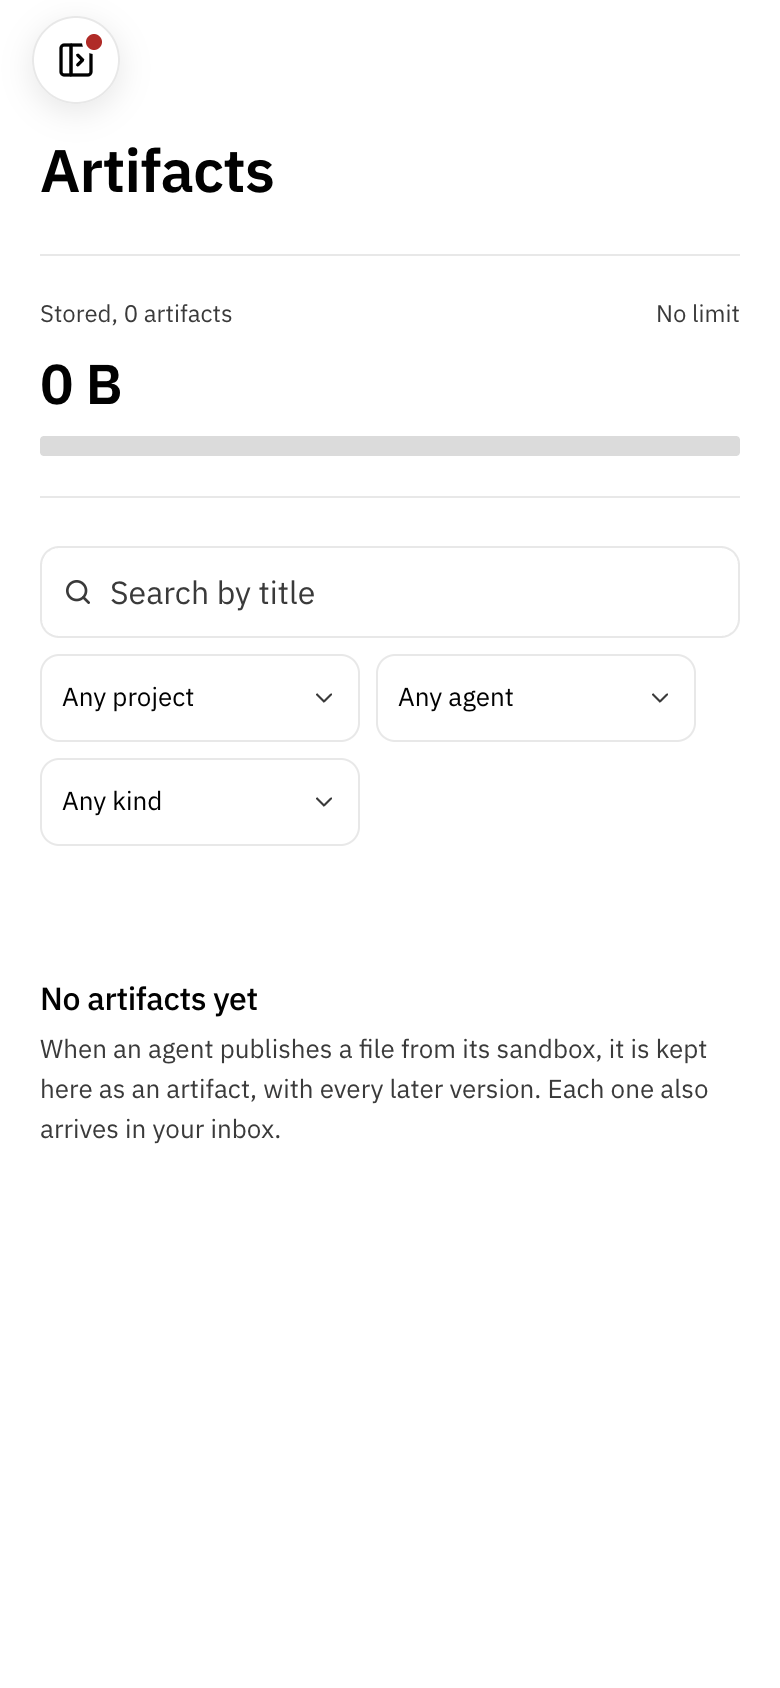 Artifacts
Stored, 0 artifacts
No limit
0 B
Search by title
Any project
Any agent
Any kind
No artifacts yet
When an agent publishes a file from its sandbox, it is kept
here as an artifact, with every later version. Each one also
arrives in your inbox.